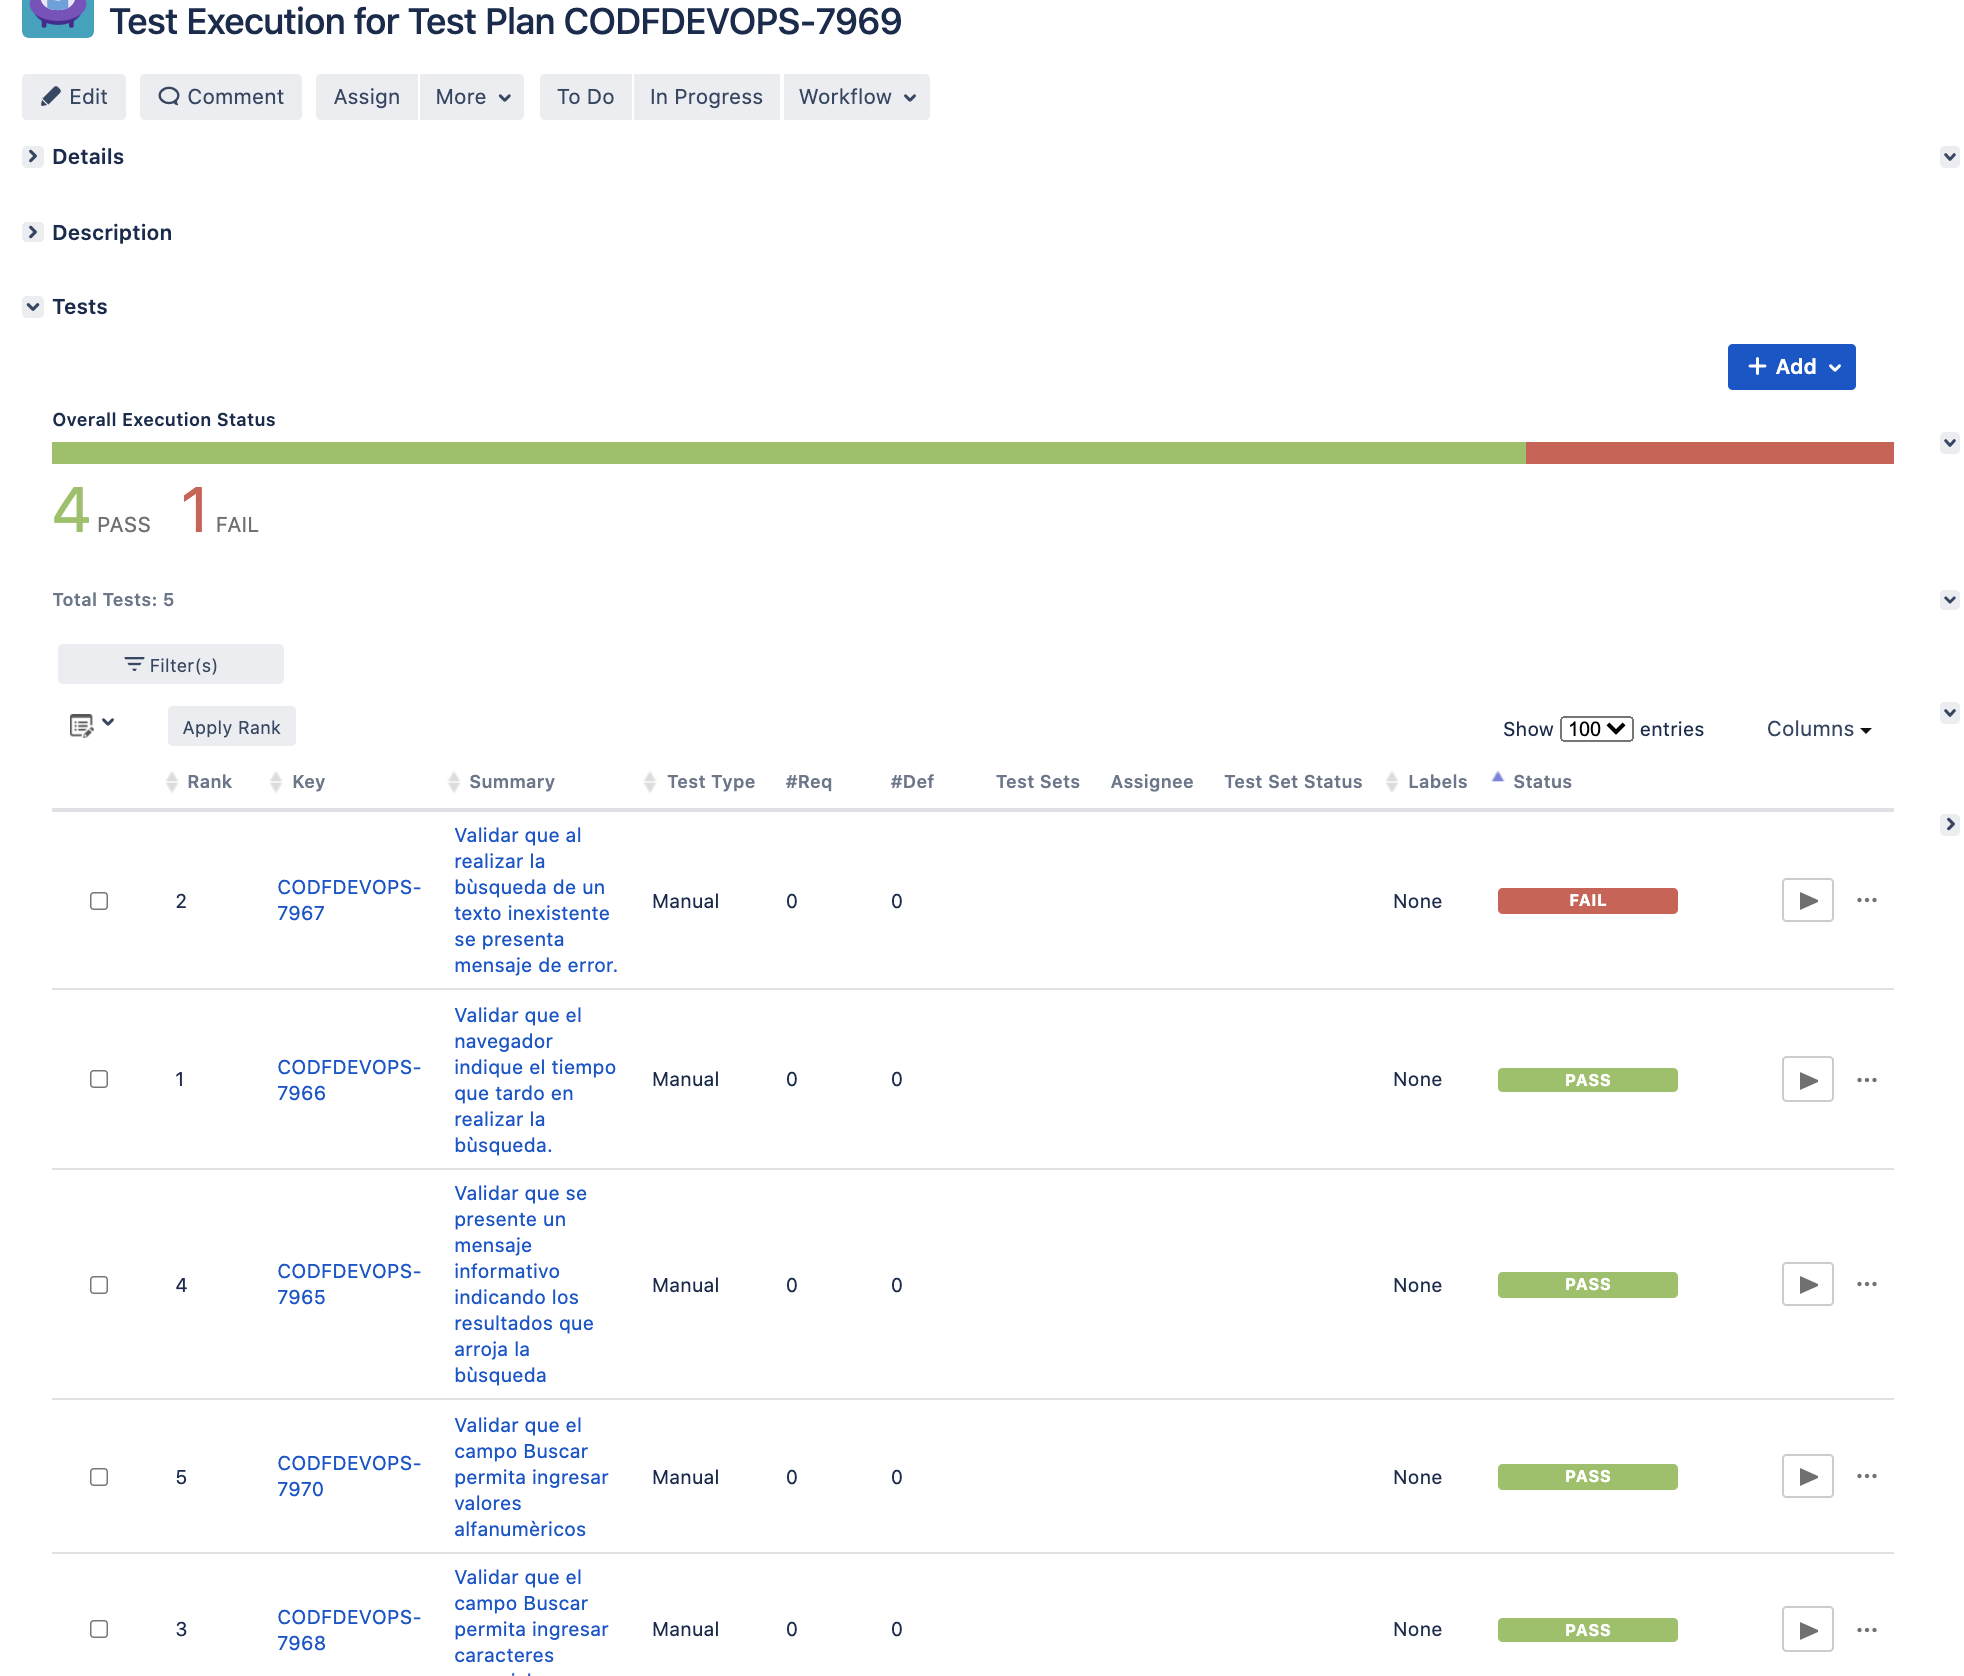 Test Execution for Test Plan CODFDEVOPS-7969
Edit Comment Assign More To Do In Progress Workflow
Details
Description
Tests
+ Add
Overall Execution Status
4 PASS 1 FAIL
Total Tests: 5
Filter(s)
Apply Rank Show 100 entries Columns
Rank Key Summary Test Type #Req #Def Test Sets Assignee Test Set Status Labels Status
Validar que al
realizar la
bùsqueda de un
texto inexistente
se presenta
mensaje de error.
2 CODFDEVOPS-
7967
Manual 0 0 None FAIL
Validar que el
navegador
indique el tiempo
que tardo en
realizar la
bùsqueda.
1 CODFDEVOPS-
7966
Manual 0 0 None PASS
Validar que se
presente un
mensaje
informativo
indicando los
resultados que
arroja la
bùsqueda
4 CODFDEVOPS-
7965
Manual 0 0 None PASS
Validar que el
campo Buscar
permita ingresar
valores
alfanumèricos
5 CODFDEVOPS-
7970
Manual 0 0 None PASS
Validar que el
campo Buscar
permita ingresar
caracteres
3 CODFDEVOPS-
7968
Manual 0 0 None PASS